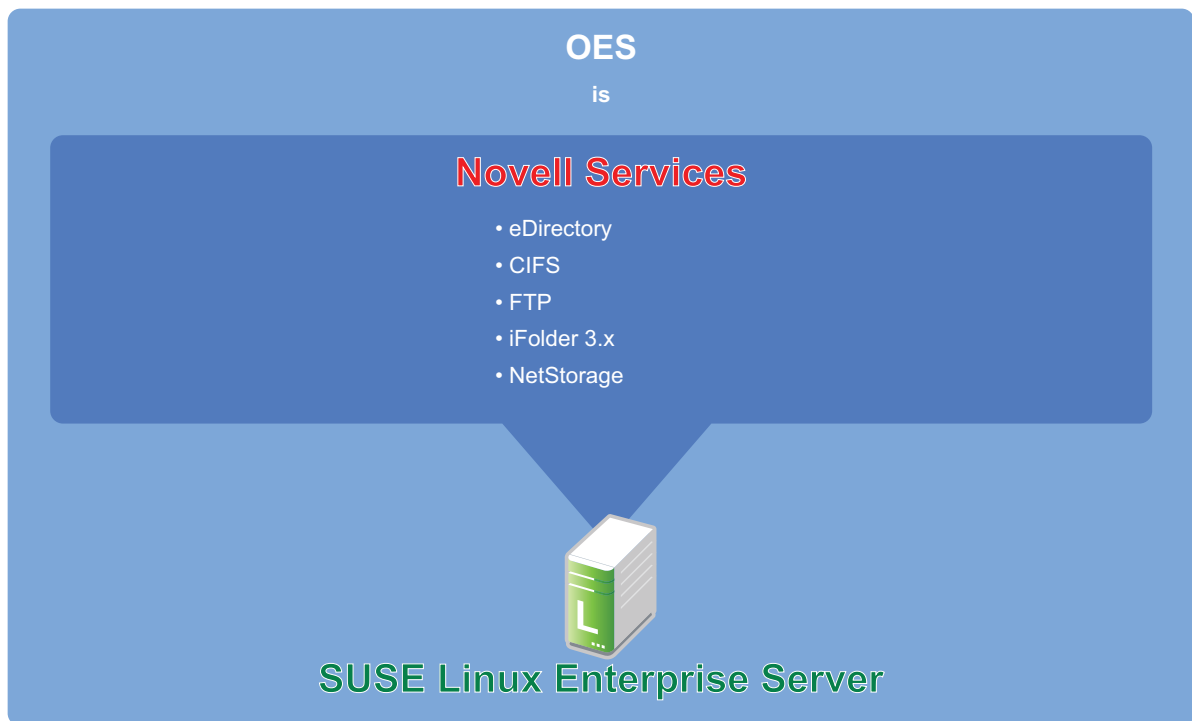 OES
is
Novell Services
• eDirectory
• CIFS
• FTP
• iFolder 3.x
• NetStorage
L
SUSE Linux Enterprise Server